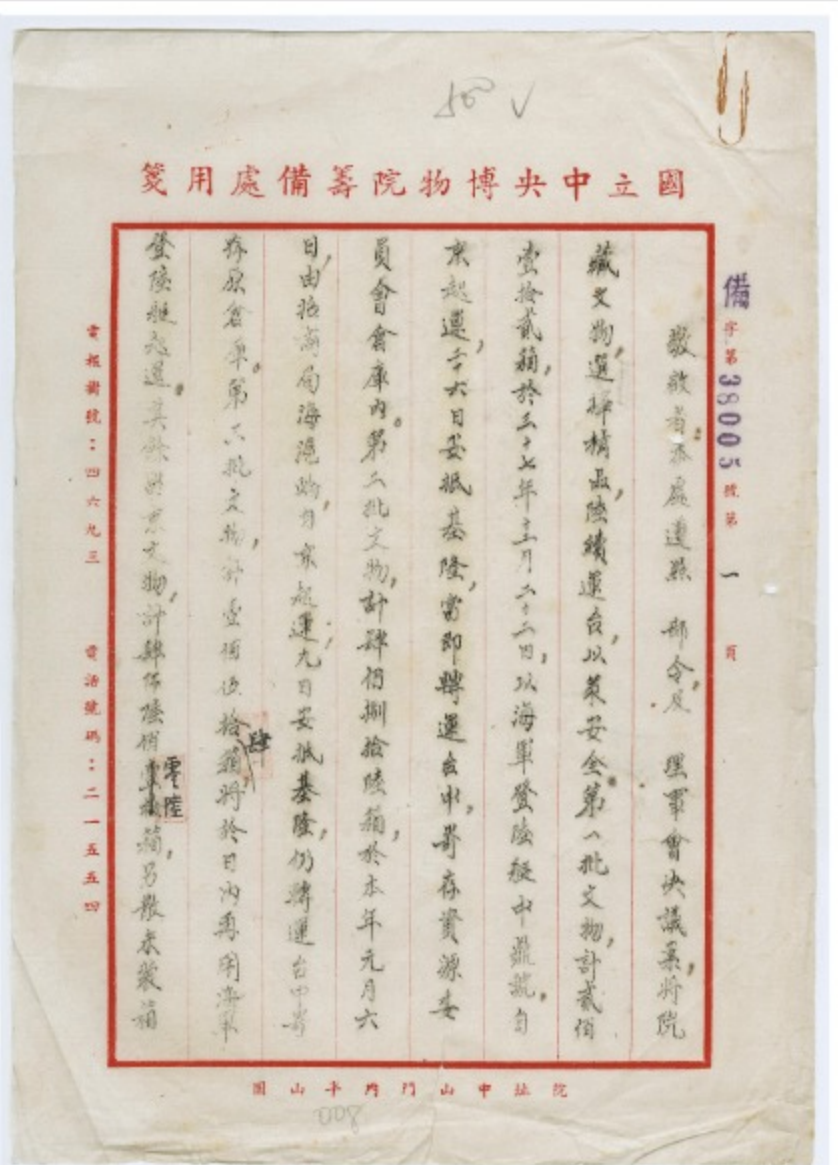 國立中央博物院籌備處用箋
備字第38005號第一頁
敬啟者本處遵照 部令及 理事會決議案，將院
藏文物，選擇精品，陸續運台，以策安全。第一批文物，計貳佰
壹拾貳箱，於三十七年十二月二十二日，以海軍登陸艇中鼎號，自
京起運，二十六日安抵基隆，當即轉運台中，寄存資源委
員會倉庫內。第二批文物，計肆佰捌拾陸箱，於本年元月六
日，由招商局海滬輪自京起運，九日安抵基隆，仍轉運台中寄
存原倉庫。第三批文物，計壹佰伍拾肆箱將於日內再用海軍
登陸艇起運。其餘留京文物，計肆仟陸佰零陸箱，另散未裝箱
電報掛號：四六九三
電話號碼：二一五五四
院址中山門內半山園
008